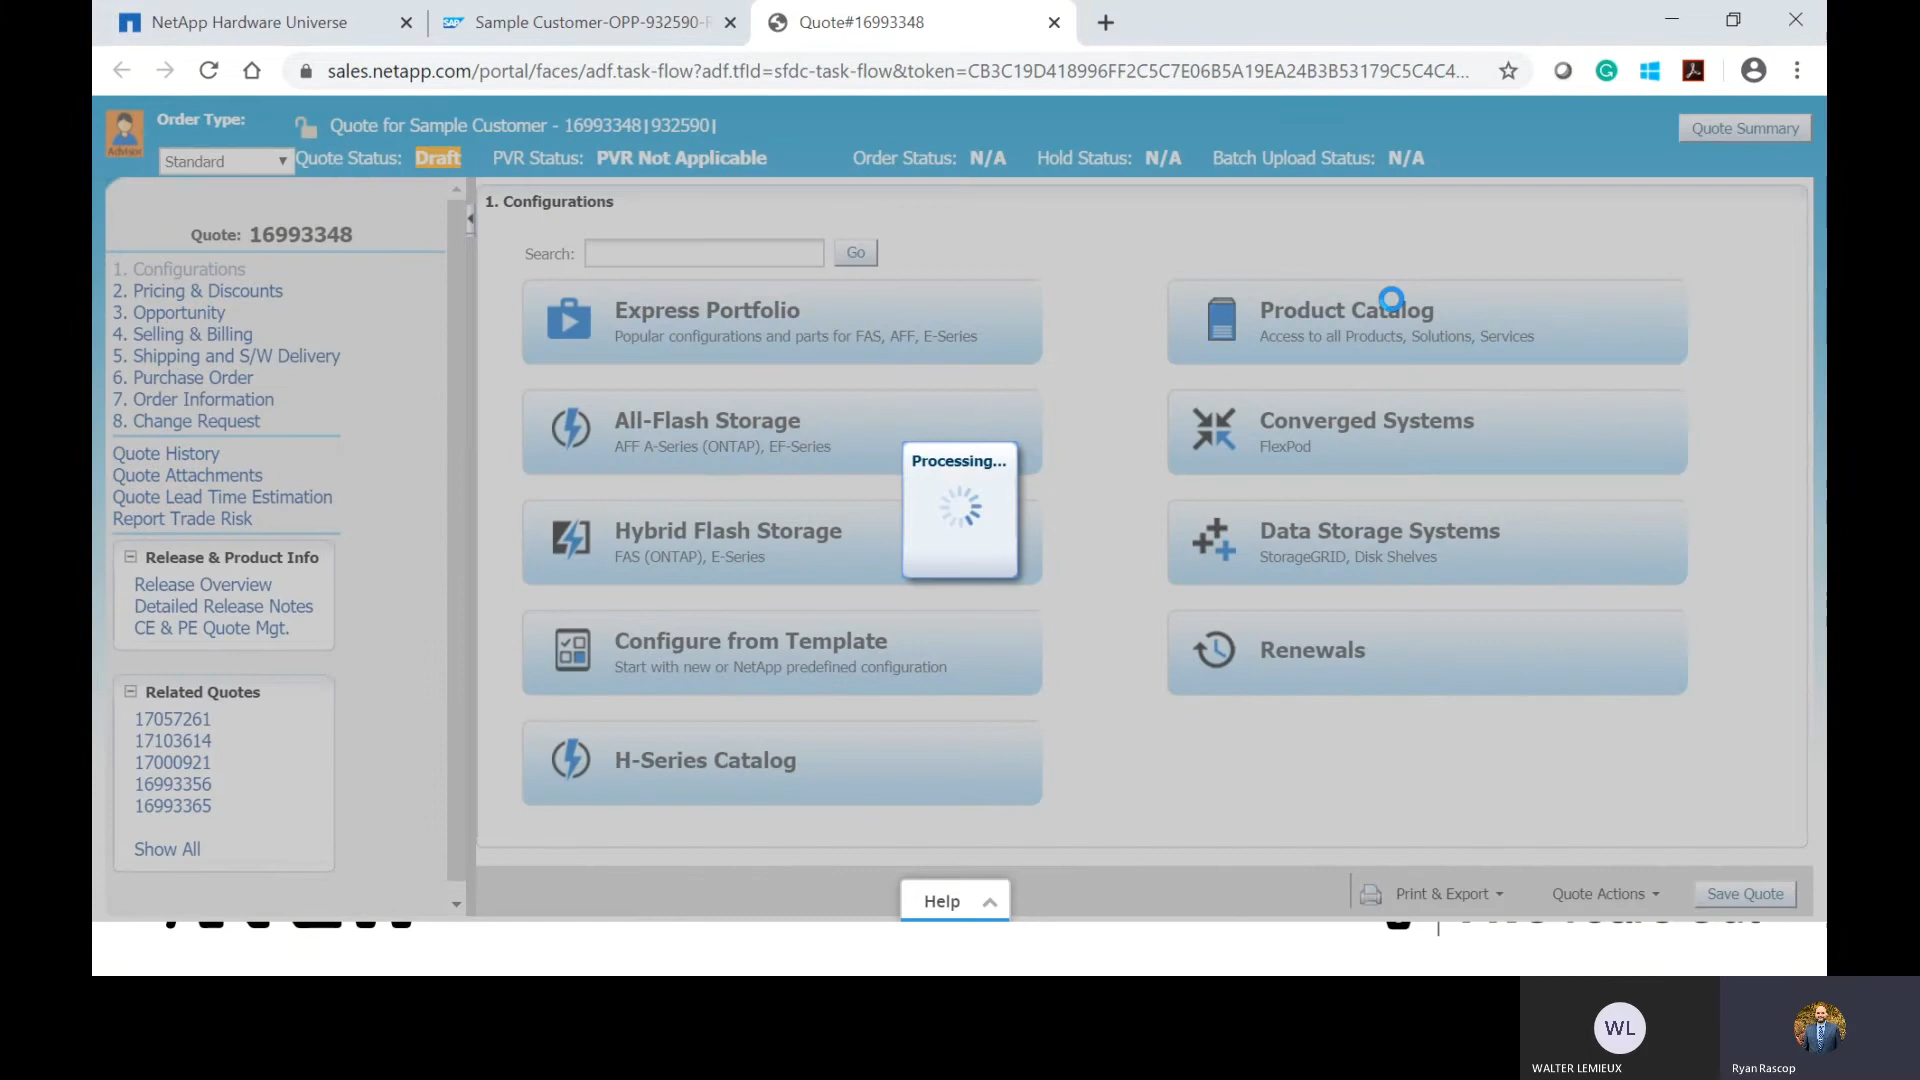 NetApp Hardware Universe
Sample Customer-OPP-932590-R
Quote#16993348
sales.netapp.com/portal/faces/adf.task-flow?adf.tfId=sfdc-task-flow&token=CB3C19D418996FF2C5C7E06B5A19EA24B3B53179C5C4C4...
Advisor
Order Type:
Standard
Quote for Sample Customer - 16993348|932590|
Quote Summary
Quote Status: Draft PVR Status: PVR Not Applicable Order Status: N/A Hold Status: N/A Batch Upload Status: N/A
Quote: 16993348
1. Configurations
2. Pricing & Discounts
3. Opportunity
4. Selling & Billing
5. Shipping and S/W Delivery
6. Purchase Order
7. Order Information
8. Change Request
Quote History
Quote Attachments
Quote Lead Time Estimation
Report Trade Risk
Release & Product Info
Release Overview
Detailed Release Notes
CE & PE Quote Mgt.
Related Quotes
17057261
17103614
17000921
16993356
16993365
Show All
1. Configurations
Search:
Go
Express Portfolio
Popular configurations and parts for FAS, AFF, E-Series
Product Catalog
Access to all Products, Solutions, Services
All-Flash Storage
AFF A-Series (ONTAP), EF-Series
Converged Systems
FlexPod
Processing...
Hybrid Flash Storage
FAS (ONTAP), E-Series
Data Storage Systems
StorageGRID, Disk Shelves
Configure from Template
Start with new or NetApp predefined configuration
Renewals
H-Series Catalog
Help
Print & Export
Quote Actions
Save Quote
WL
WALTER LEMIEUX
Ryan Rascop